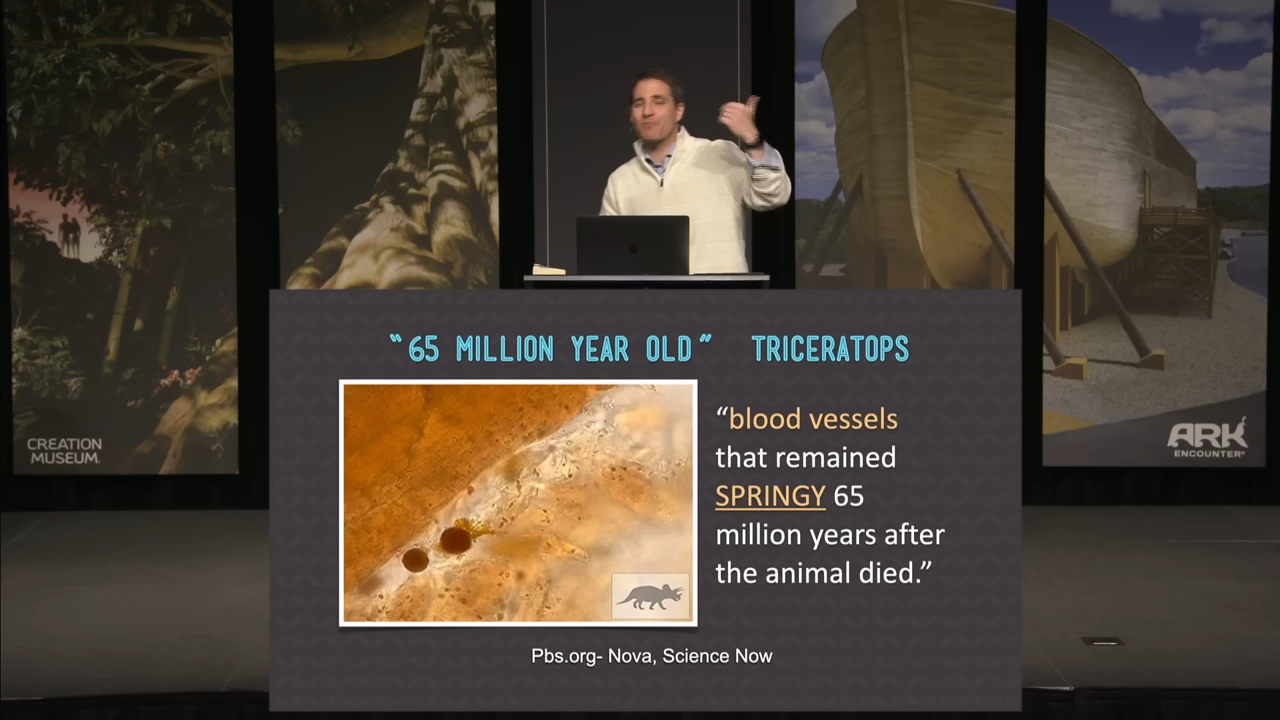 CREATION
MUSEUM.
ARK
ENCOUNTER®
“65 MILLION YEAR OLD” TRICERATOPS
“blood vessels
that remained
SPRINGY 65
million years after
the animal died.”
Pbs.org- Nova, Science Now